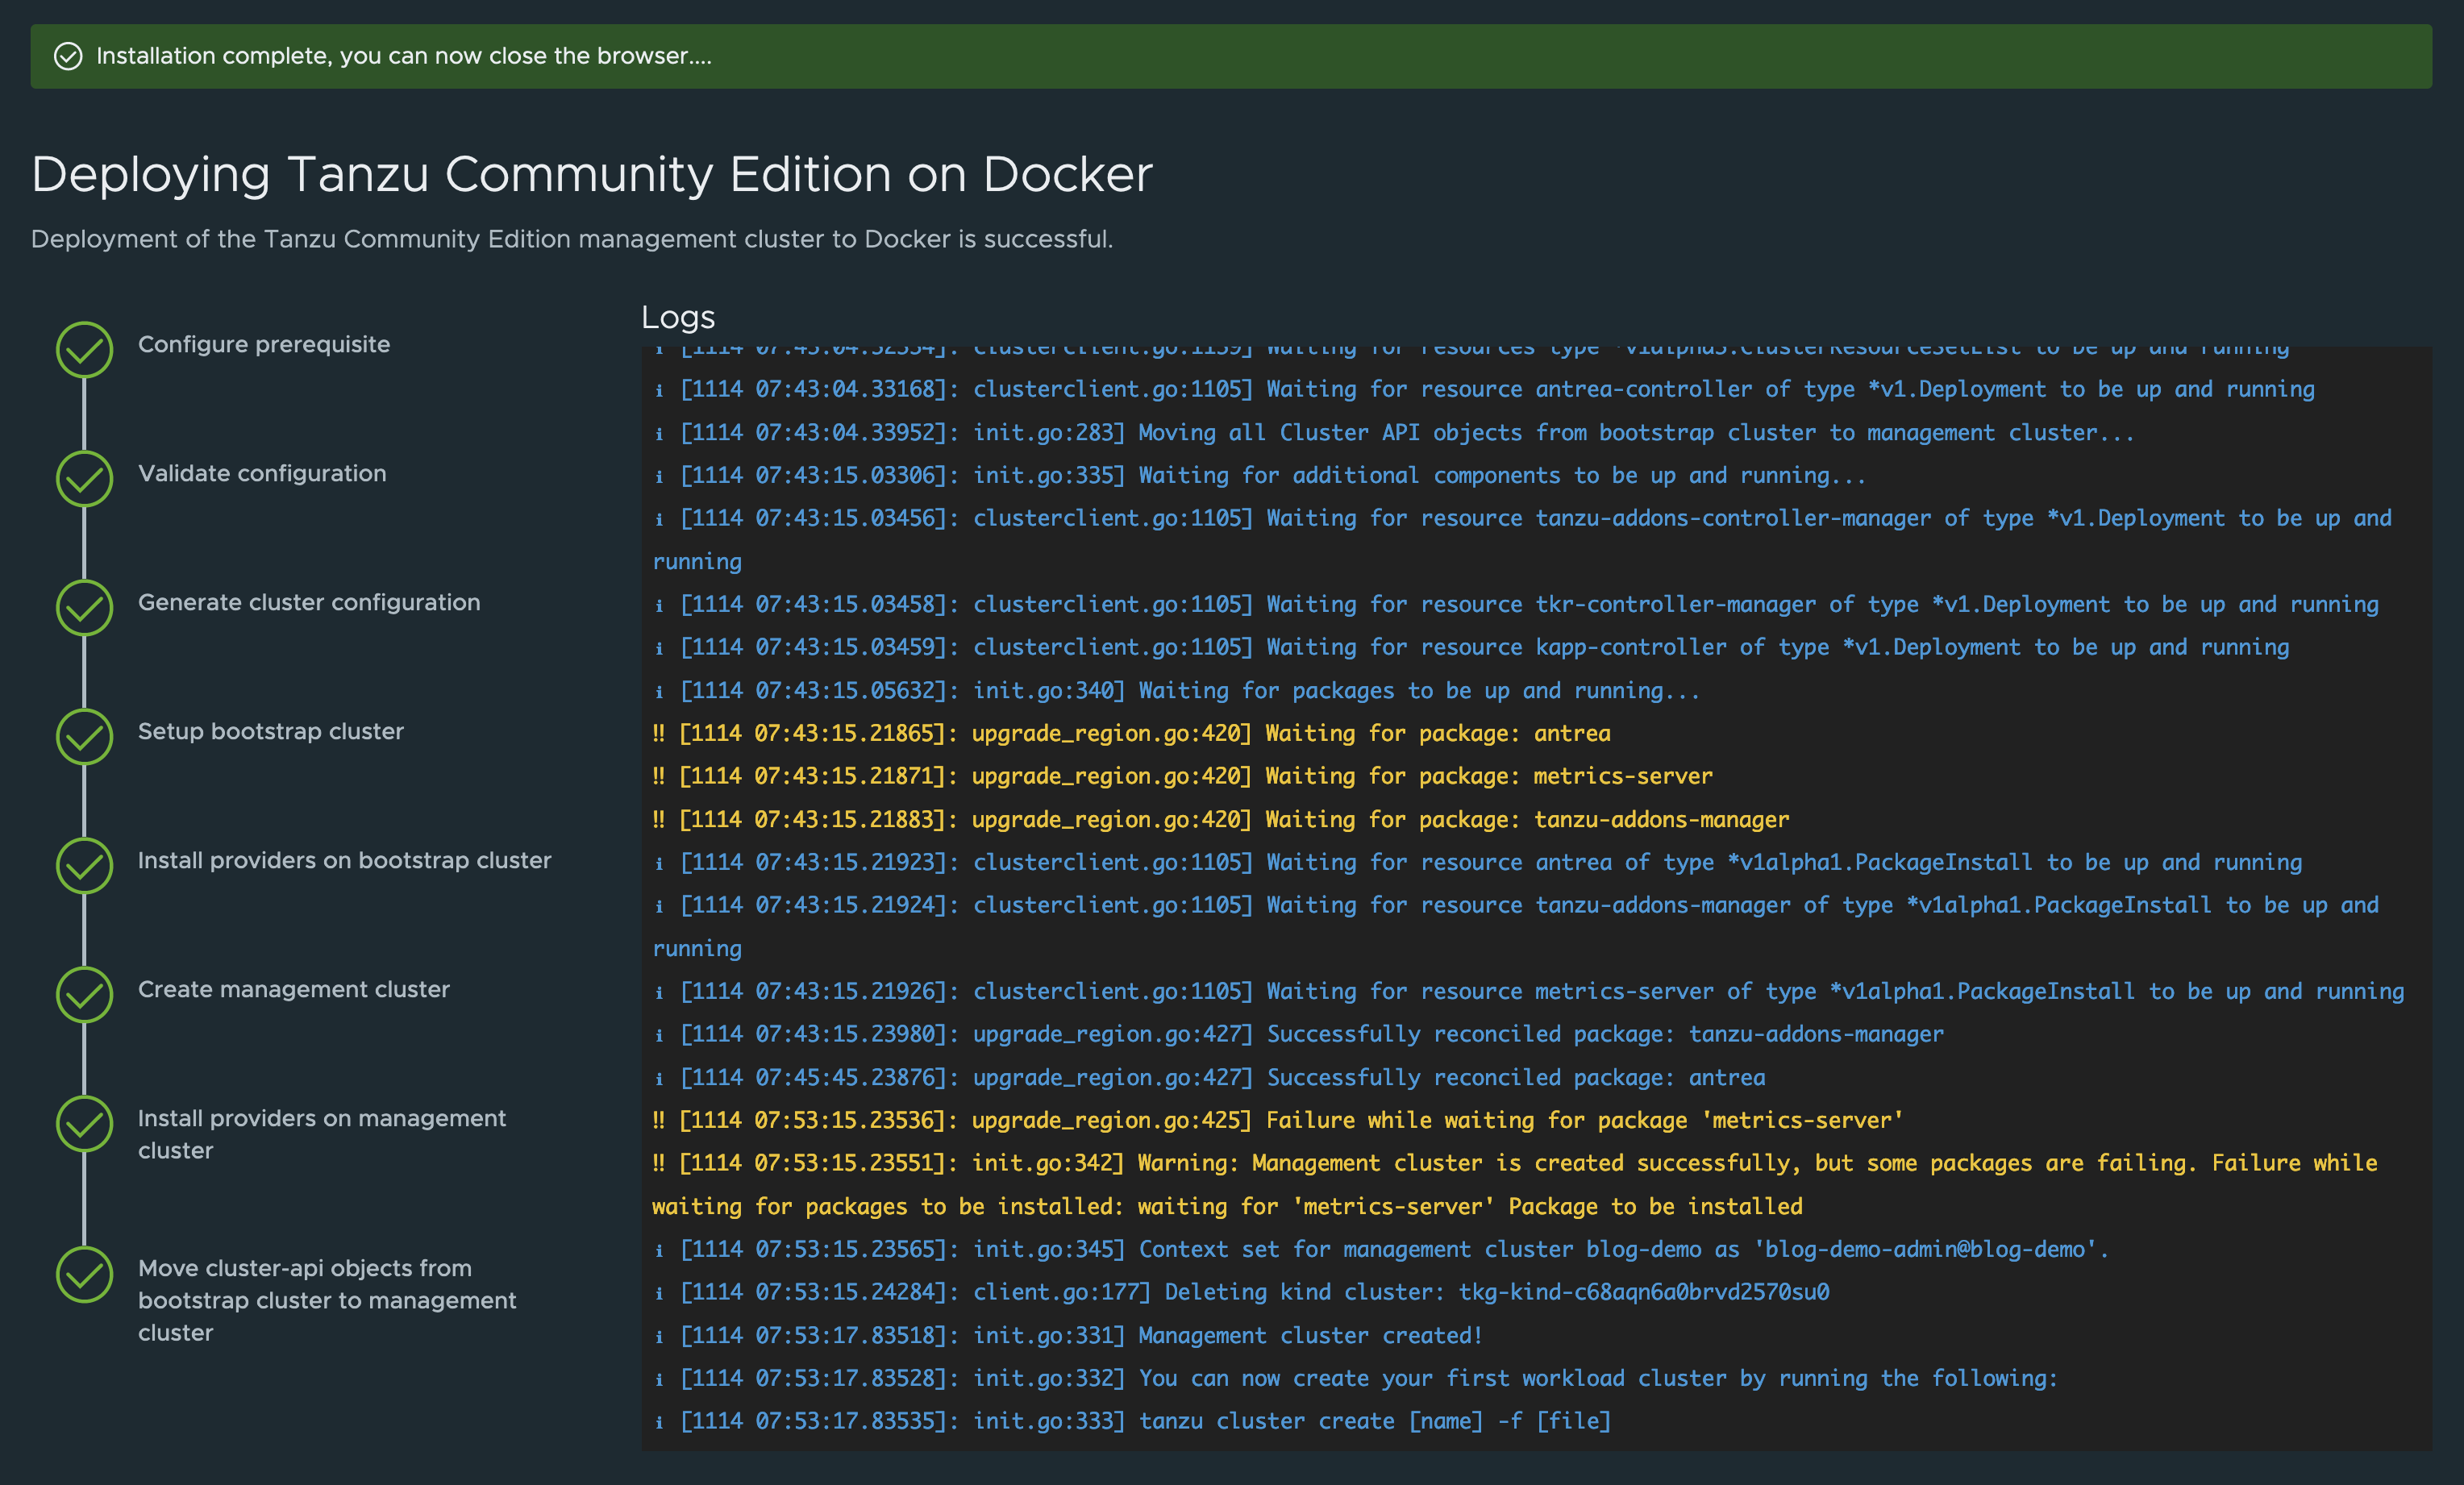 Installation complete, you can now close the browser....
Deploying Tanzu Community Edition on Docker
Deployment of the Tanzu Community Edition management cluster to Docker is successful.
Configure prerequisite
Validate configuration
Generate cluster configuration
Setup bootstrap cluster
Install providers on bootstrap cluster
Create management cluster
Install providers on management
cluster
Move cluster-api objects from
bootstrap cluster to management
cluster
Logs
clusterclient.go:1159] Waiting for resources type *v1alpha3.ClusterResourceSetList to be up and running
ℹ [1114 07:43:04.33168]: clusterclient.go:1105] Waiting for resource antrea-controller of type *v1.Deployment to be up and running
ℹ [1114 07:43:04.33952]: init.go:283] Moving all Cluster API objects from bootstrap cluster to management cluster...
ℹ [1114 07:43:15.03306]: init.go:335] Waiting for additional components to be up and running...
ℹ [1114 07:43:15.03456]: clusterclient.go:1105] Waiting for resource tanzu-addons-controller-manager of type *v1.Deployment to be up and
running
ℹ [1114 07:43:15.03458]: clusterclient.go:1105] Waiting for resource tkr-controller-manager of type *v1.Deployment to be up and running
ℹ [1114 07:43:15.03459]: clusterclient.go:1105] Waiting for resource kapp-controller of type *v1.Deployment to be up and running
ℹ [1114 07:43:15.05632]: init.go:340] Waiting for packages to be up and running...
‼ [1114 07:43:15.21865]: upgrade_region.go:420] Waiting for package: antrea
‼ [1114 07:43:15.21871]: upgrade_region.go:420] Waiting for package: metrics-server
‼ [1114 07:43:15.21883]: upgrade_region.go:420] Waiting for package: tanzu-addons-manager
ℹ [1114 07:43:15.21923]: clusterclient.go:1105] Waiting for resource antrea of type *v1alpha1.PackageInstall to be up and running
ℹ [1114 07:43:15.21924]: clusterclient.go:1105] Waiting for resource tanzu-addons-manager of type *v1alpha1.PackageInstall to be up and
running
ℹ [1114 07:43:15.21926]: clusterclient.go:1105] Waiting for resource metrics-server of type *v1alpha1.PackageInstall to be up and running
ℹ [1114 07:43:15.23980]: upgrade_region.go:427] Successfully reconciled package: tanzu-addons-manager
ℹ [1114 07:45:45.23876]: upgrade_region.go:427] Successfully reconciled package: antrea
‼ [1114 07:53:15.23536]: upgrade_region.go:425] Failure while waiting for package 'metrics-server'
‼ [1114 07:53:15.23551]: init.go:342] Warning: Management cluster is created successfully, but some packages are failing. Failure while
waiting for packages to be installed: waiting for 'metrics-server' Package to be installed
ℹ [1114 07:53:15.23565]: init.go:345] Context set for management cluster blog-demo as 'blog-demo-admin@blog-demo'.
ℹ [1114 07:53:15.24284]: client.go:177] Deleting kind cluster: tkg-kind-c68aqn6a0brvd2570su0
ℹ [1114 07:53:17.83518]: init.go:331] Management cluster created!
ℹ [1114 07:53:17.83528]: init.go:332] You can now create your first workload cluster by running the following:
ℹ [1114 07:53:17.83535]: init.go:333] tanzu cluster create [name] -f [file]